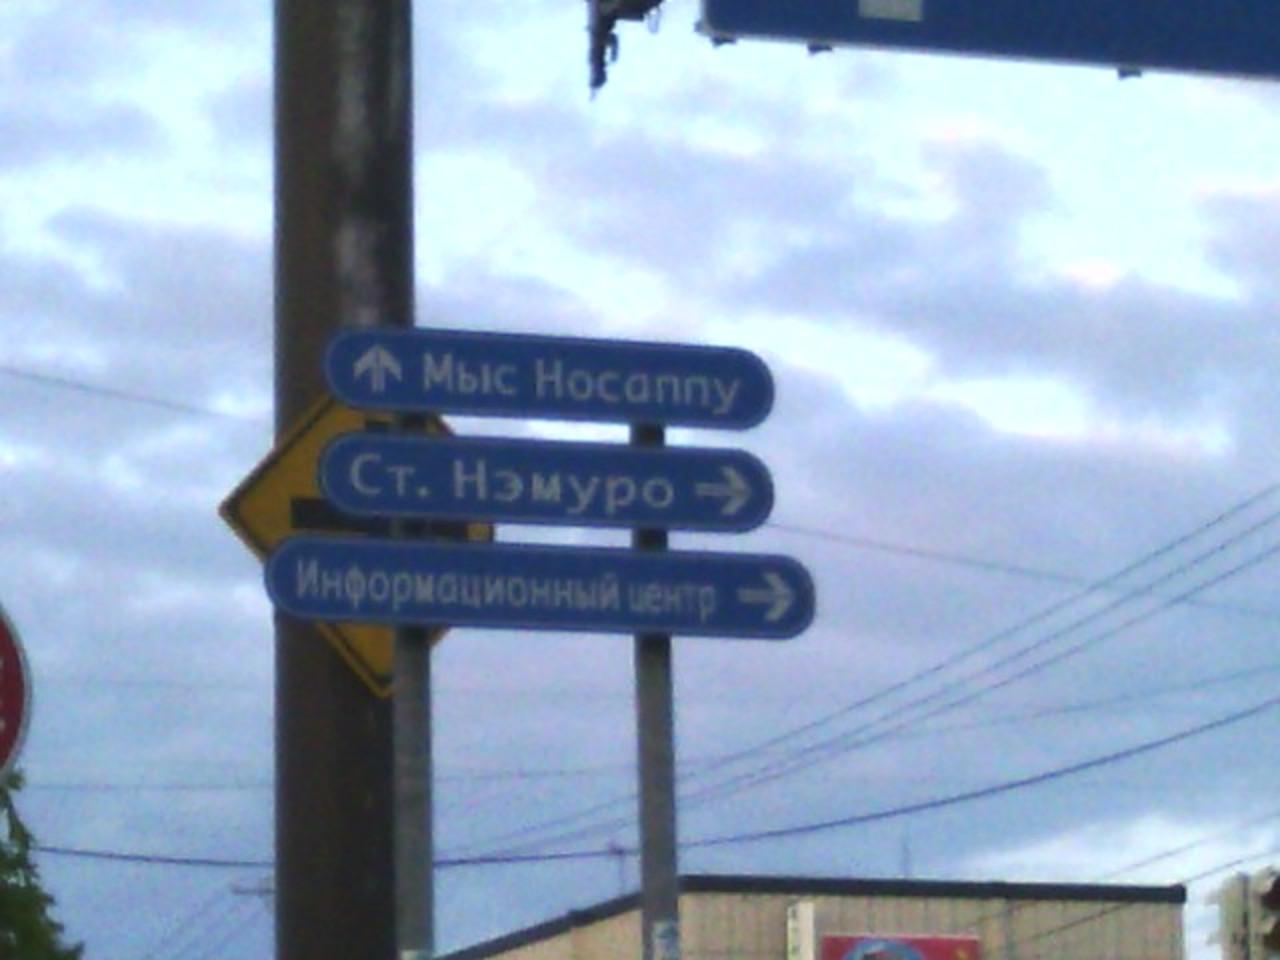 Мыс Носаппу
Ст. Нэмуро
Информационный центр